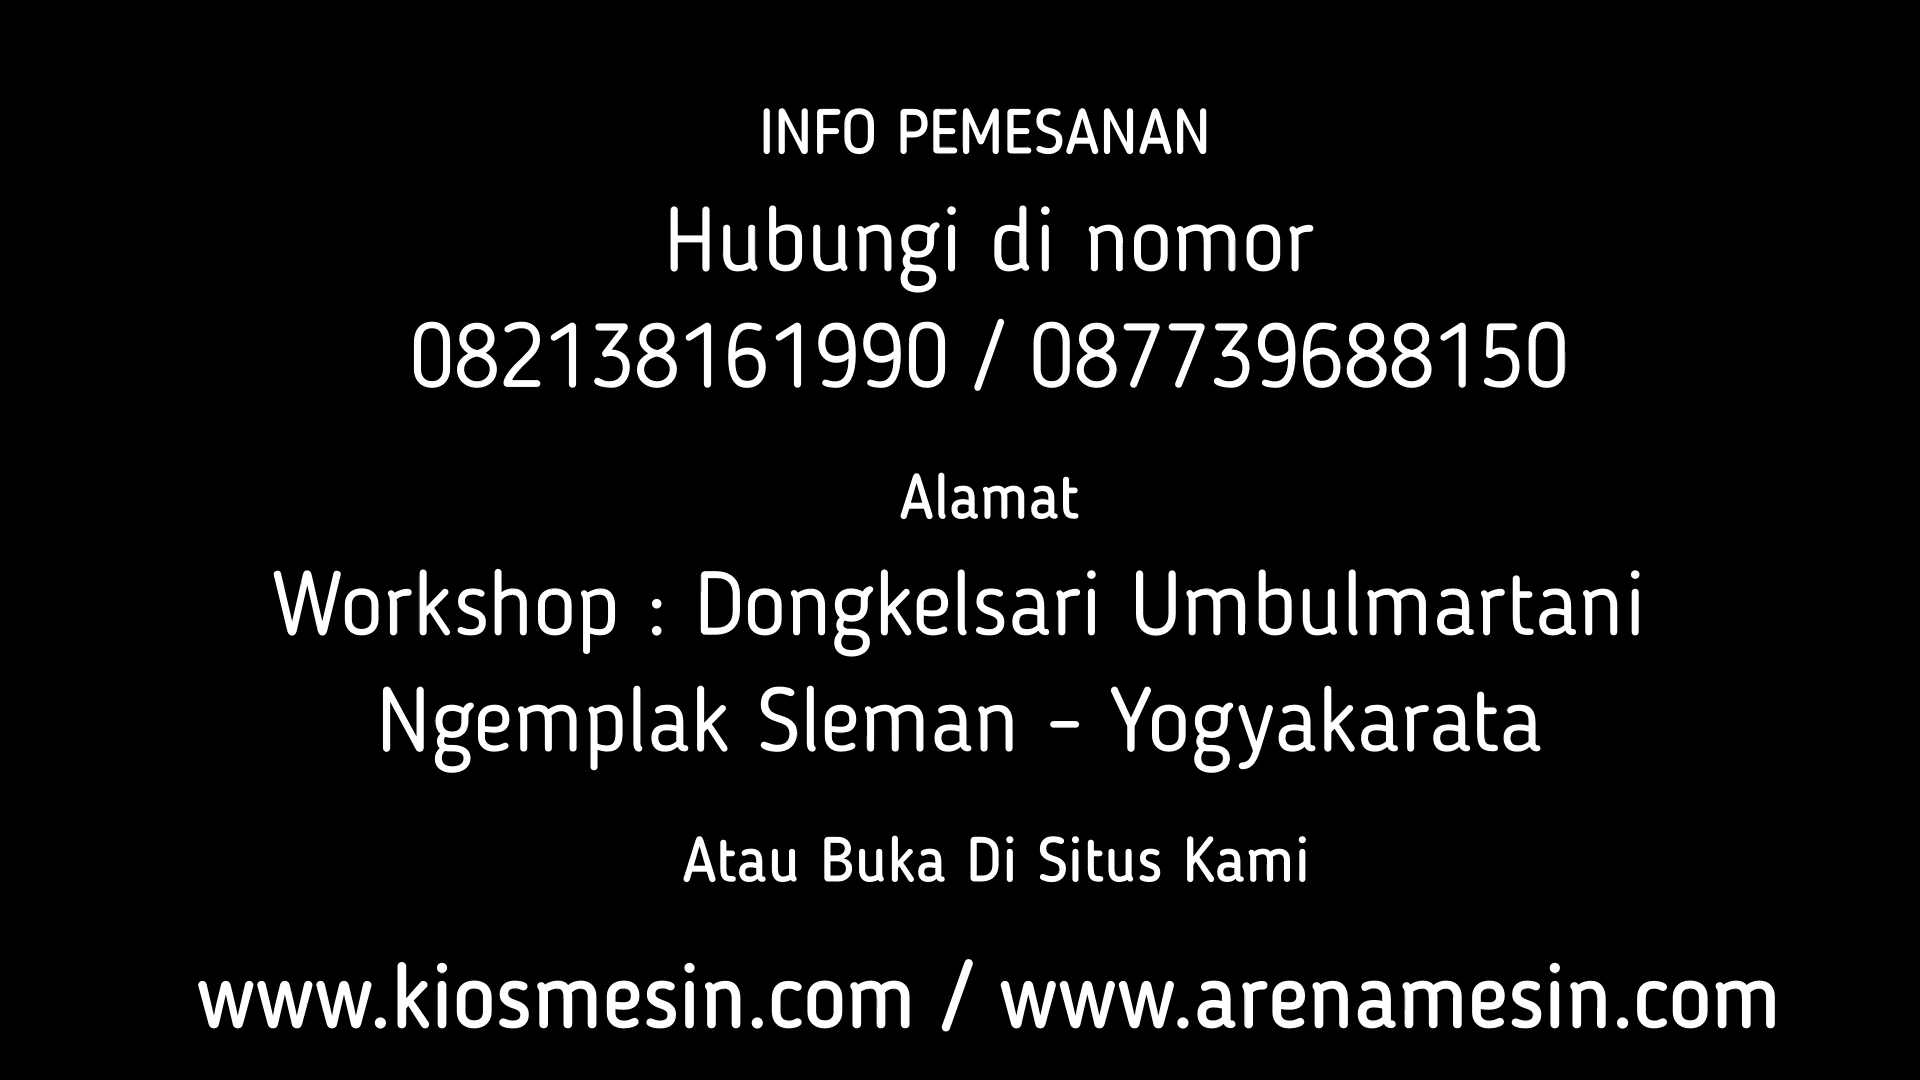 INFO PEMESANAN
Hubungi di nomor
082138161990 / 087739688150
Alamat
Workshop : Dongkelsari Umbulmartani
Ngemplak Sleman - Yogyakarata
Atau Buka Di Situs Kami
www.kiosmesin.com / www.arenamesin.com